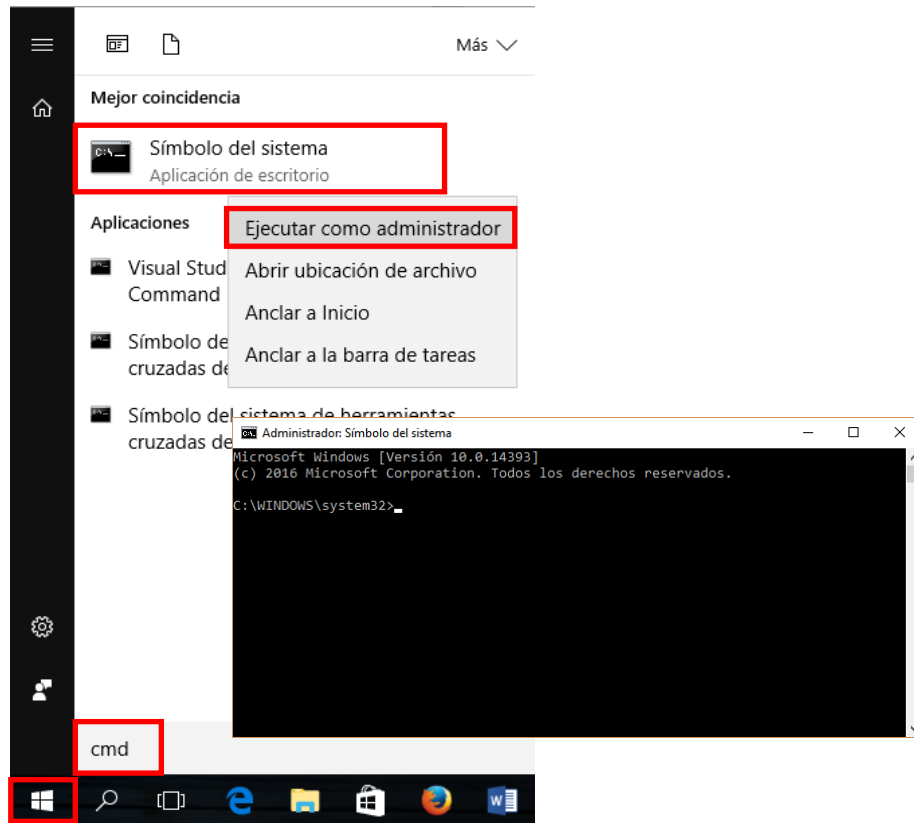 Más
Mejor coincidencia
Símbolo del sistema
Aplicación de escritorio
Aplicaciones
Ejecutar como administrador
Abrir ubicación de archivo
Anclar a Inicio
Anclar a la barra de tareas
Visual Stud
Command
Símbolo de
cruzadas de
Símbolo del sistema de herramientas
cruzadas de
Administrador: Símbolo del sistema
Microsoft Windows [Versión 10.0.14393]
(c) 2016 Microsoft Corporation. Todos los derechos reservados.
C:\WINDOWS\system32>_
cmd